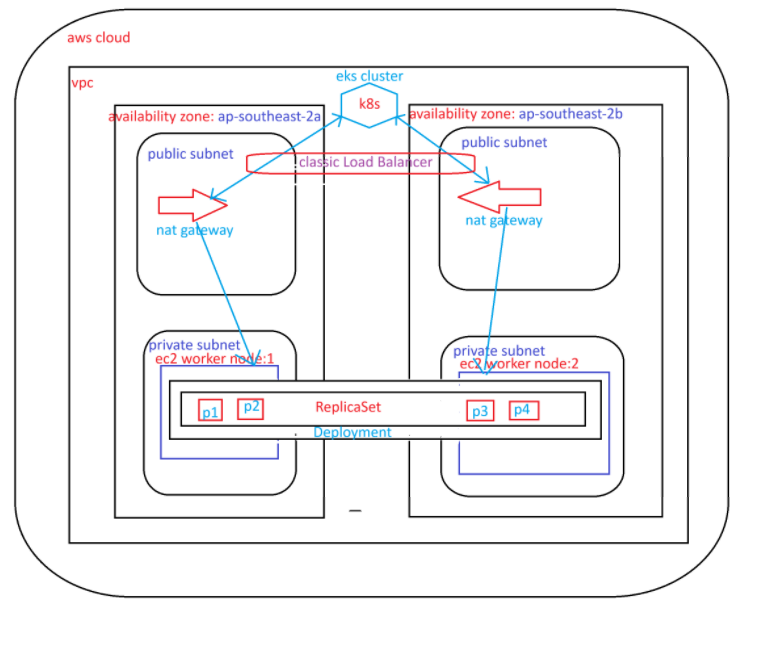 aws cloud
vpc
eks cluster
k8s
availability zone: ap-southeast-2a
availability zone: ap-southeast-2b
public subnet
public subnet
classic Load Balancer
nat gateway
nat gateway
private subnet
ec2 worker node:1
private subnet
ec2 worker node:2
p1
p2
ReplicaSet
p3
p4
Deployment